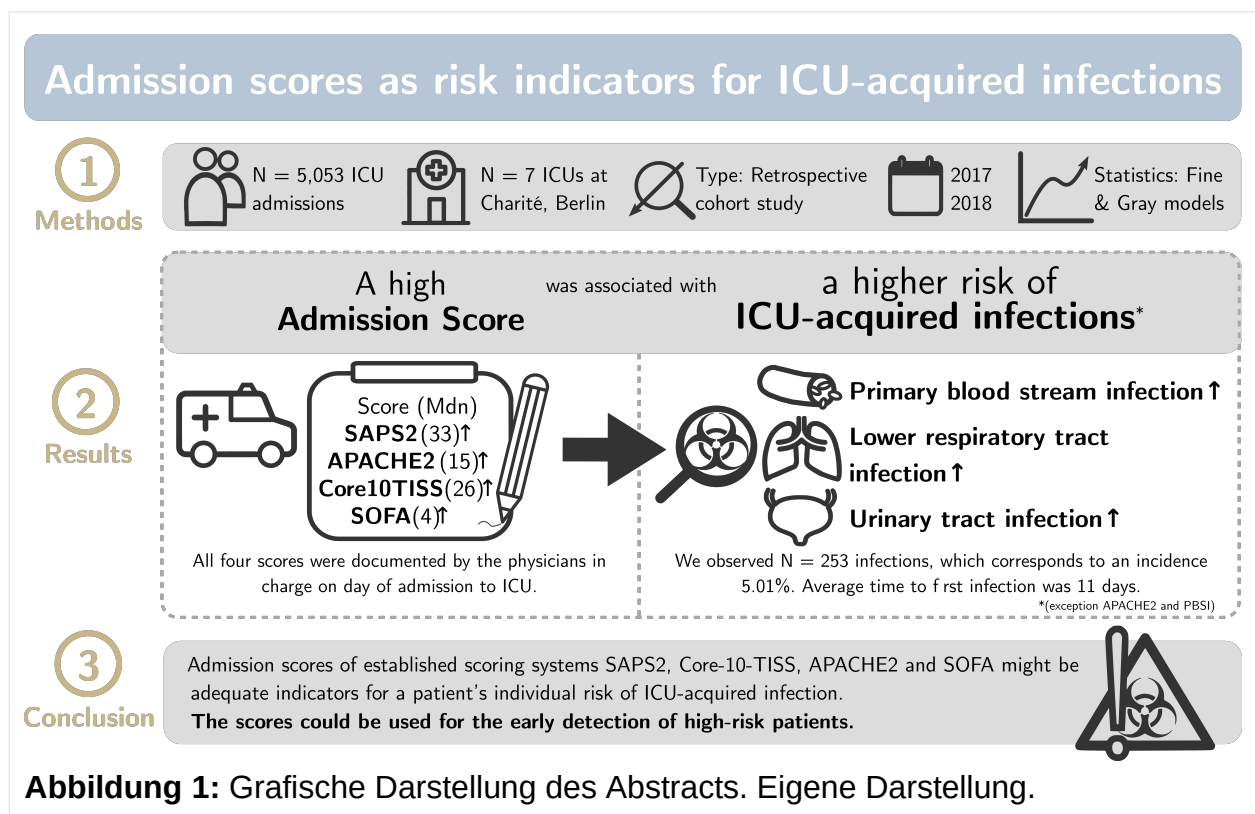 Admission scores as risk indicators for ICU-acquired infections
1
Methods
N = 5,053 ICU
admissions
N = 7 ICUs at
Charité, Berlin
Type: Retrospective
cohort study
2017
2018
Statistics: Fine
& Gray models
A high
Admission Score
was associated with
a higher risk of
ICU-acquired infections*
2
Results
Score (Mdn)
SAPS2 (33)↑
APACHE2 (15)↑
Core10TISS(26)↑
SOFA(4)↑
All four scores were documented by the physicians in
charge on day of admission to ICU.
Primary blood stream infection ↑
Lower respiratory tract
infection ↑
Urinary tract infection ↑
We observed N = 253 infections, which corresponds to an incidence
5.01%. Average time to f rst infection was 11 days.
*(exception APACHE2 and PBSI)
3
Conclusion
Admission scores of established scoring systems SAPS2, Core-10-TISS, APACHE2 and SOFA might be
adequate indicators for a patient's individual risk of ICU-acquired infection.
The scores could be used for the early detection of high-risk patients.
Abbildung 1: Grafische Darstellung des Abstracts. Eigene Darstellung.